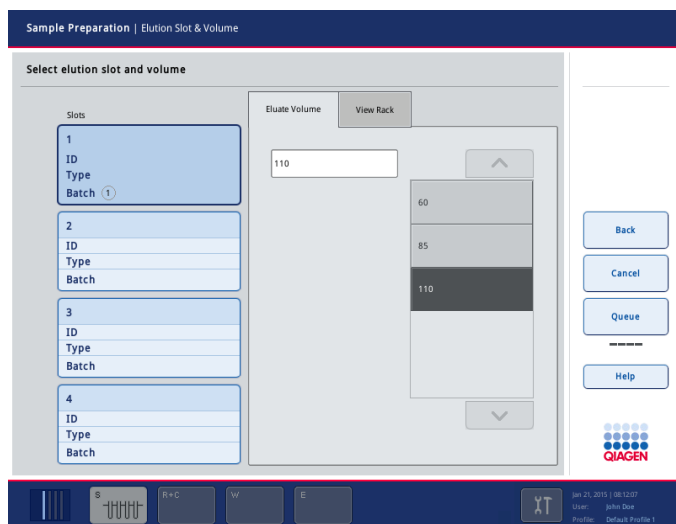 Sample Preparation | Elution Slot & Volume
Select elution slot and volume
Slots
1
ID
Type
Batch 1
2
ID
Type
Batch
3
ID
Type
Batch
4
ID
Type
Batch
Eluate Volume
View Rack
110
60
85
110
Back
Cancel
Queue
Help
QIAGEN
S
R+C
W
E
Jan 21, 2015 | 08:12:07
User: John Doe
Profile: Default Profile 1